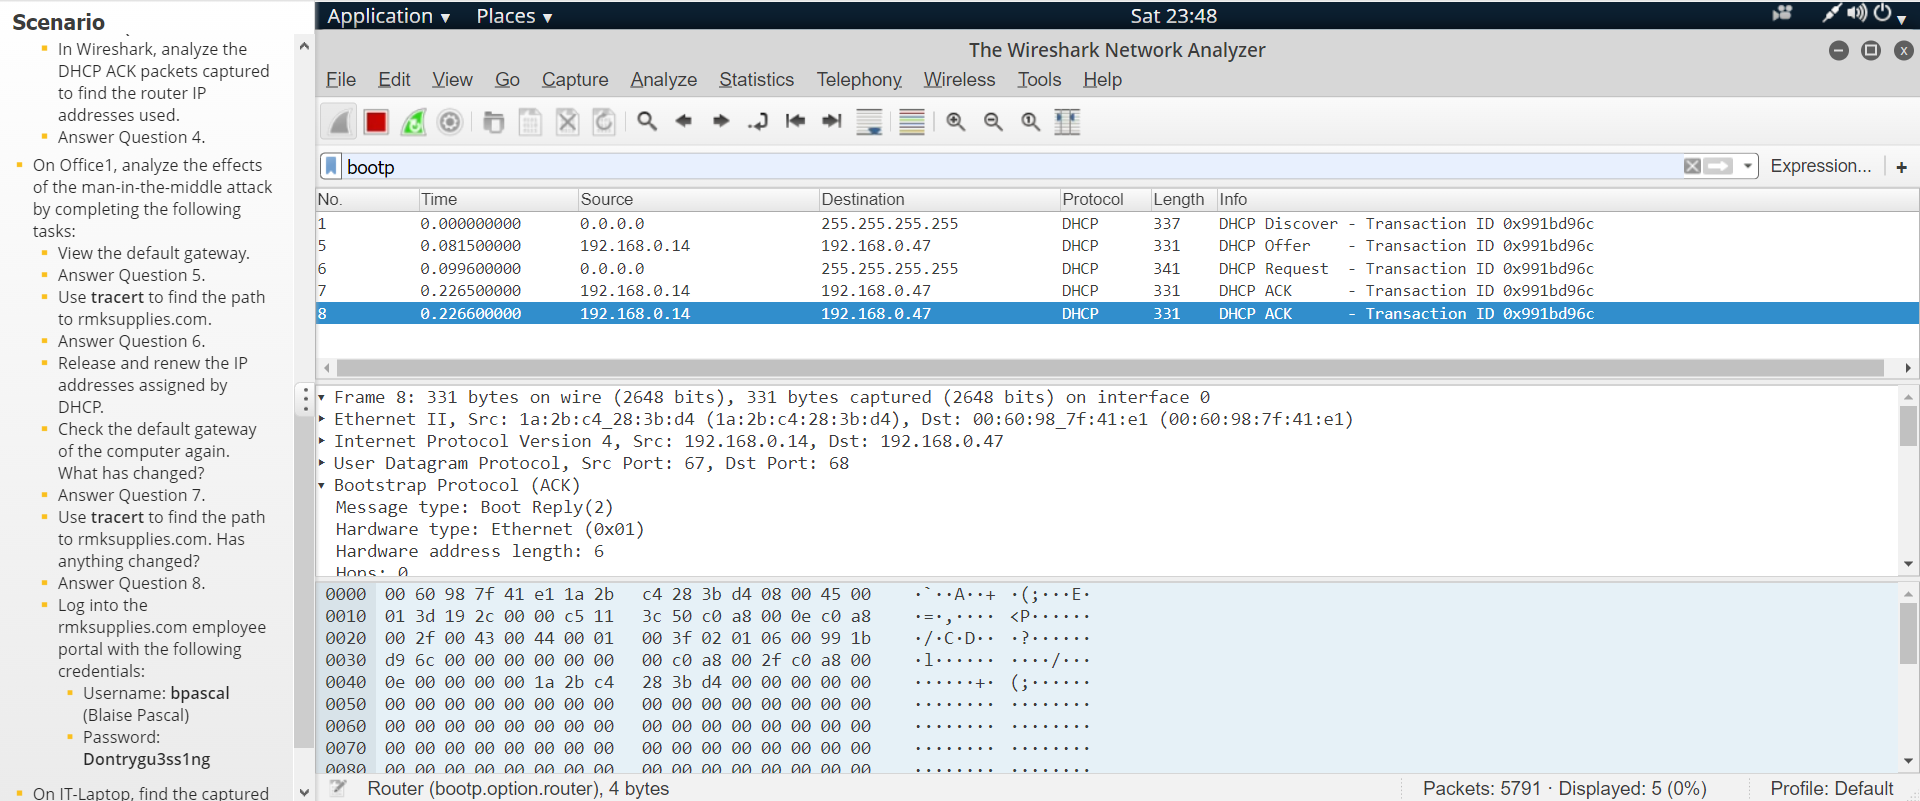 Scenario
In Wireshark, analyze the
DHCP ACK packets captured
to find the router IP
addresses used.
Answer Question 4.
On Office1, analyze the effects
of the man-in-the-middle attack
by completing the following
tasks:
View the default gateway.
Answer Question 5.
Use tracert to find the path
to rmksupplies.com.
Answer Question 6.
Release and renew the IP
addresses assigned by
DHCP.
Check the default gateway
of the computer again.
What has changed?
Answer Question 7.
Use tracert to find the path
to rmksupplies.com. Has
anything changed?
Answer Question 8.
Log into the
rmksupplies.com employee
portal with the following
credentials:
Username: bpascal
(Blaise Pascal)
Password:
Dontrygu3ss1ng
On IT-Laptop, find the captured
Application ▾ Places ▾ Sat 23:48
The Wireshark Network Analyzer
File Edit View Go Capture Analyze Statistics Telephony Wireless Tools Help
bootp Expression... +
No. Time Source Destination Protocol Length Info
1 0.000000000 0.0.0.0 255.255.255.255 DHCP 337 DHCP Discover - Transaction ID 0x991bd96c
5 0.081500000 192.168.0.14 192.168.0.47 DHCP 331 DHCP Offer - Transaction ID 0x991bd96c
6 0.099600000 0.0.0.0 255.255.255.255 DHCP 341 DHCP Request - Transaction ID 0x991bd96c
7 0.226500000 192.168.0.14 192.168.0.47 DHCP 331 DHCP ACK - Transaction ID 0x991bd96c
8 0.226600000 192.168.0.14 192.168.0.47 DHCP 331 DHCP ACK - Transaction ID 0x991bd96c
Frame 8: 331 bytes on wire (2648 bits), 331 bytes captured (2648 bits) on interface 0
Ethernet II, Src: 1a:2b:c4_28:3b:d4 (1a:2b:c4:28:3b:d4), Dst: 00:60:98_7f:41:e1 (00:60:98:7f:41:e1)
Internet Protocol Version 4, Src: 192.168.0.14, Dst: 192.168.0.47
User Datagram Protocol, Src Port: 67, Dst Port: 68
Bootstrap Protocol (ACK)
Message type: Boot Reply(2)
Hardware type: Ethernet (0x01)
Hardware address length: 6
Hops: 0
0000 00 60 98 7f 41 e1 1a 2b c4 28 3b d4 08 00 45 00 ·`··A··+ ·(;···E·
0010 01 3d 19 2c 00 00 c5 11 3c 50 c0 a8 00 0e c0 a8 ·=·,···· <P······
0020 00 2f 00 43 00 44 00 01 00 3f 02 01 06 00 99 1b ·/·C·D·· ·?······
0030 d9 6c 00 00 00 00 00 00 00 c0 a8 00 2f c0 a8 00 ·l······ ····/···
0040 0e 00 00 00 00 1a 2b c4 28 3b d4 00 00 00 00 00 ······+· (;······
0050 00 00 00 00 00 00 00 00 00 00 00 00 00 00 00 00 ········ ········
0060 00 00 00 00 00 00 00 00 00 00 00 00 00 00 00 00 ········ ········
0070 00 00 00 00 00 00 00 00 00 00 00 00 00 00 00 00 ········ ········
0080 00 00 00 00 00 00 00 00 00 00 00 00 00 00 00 00 ········ ········
Router (bootp.option.router), 4 bytes Packets: 5791 · Displayed: 5 (0%) Profile: Default